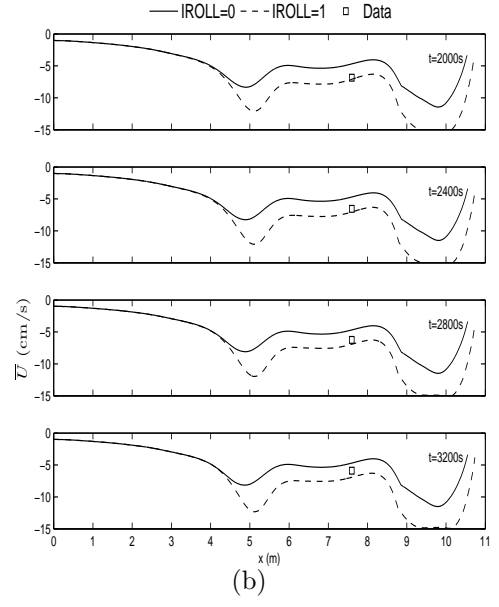 IROLL=0 IROLL=1 Data
0
−5
−10
−15
t=2000s
0
−5
−10
−15
t=2400s
0
−5
−10
−15
t=2800s
0
−5
−10
−15
t=3200s
U (cm/s)
0 1 2 3 4 5 6 7 8 9 10 11
x (m)
(b)